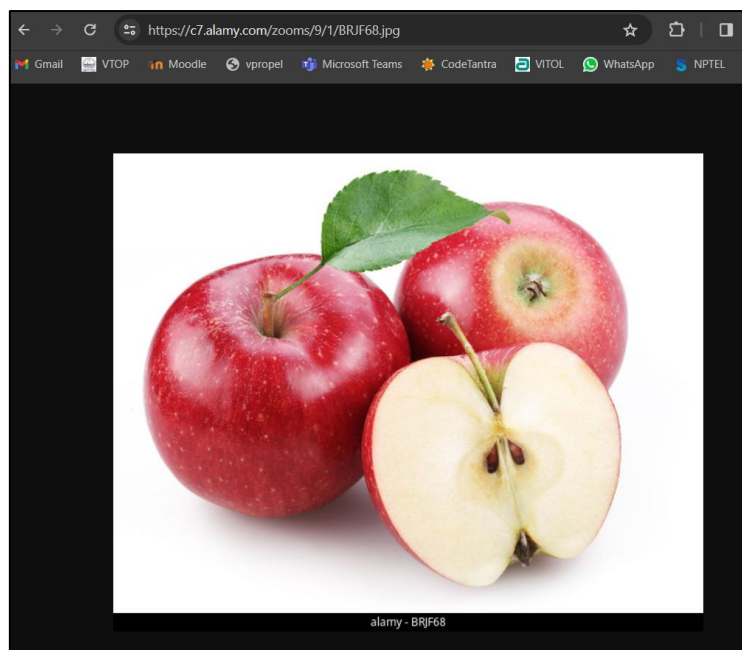 https://c7.alamy.com/zooms/9/1/BRJF68.jpg
Gmail VTOP Moodle vpropel Microsoft Teams CodeTantra VITOL WhatsApp NPTEL
alamy - BRJF68